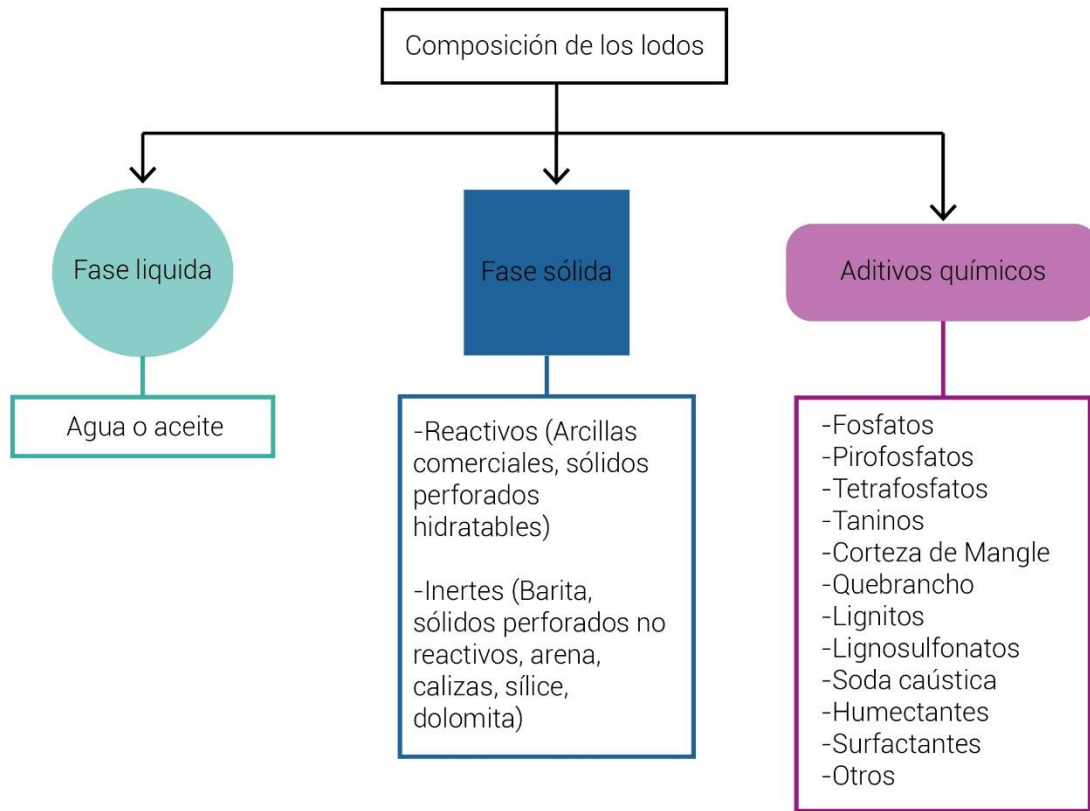 Composición de los lodos
Fase liquida
Fase sólida
Aditivos químicos
Agua o aceite
-Reactivos (Arcillas
comerciales, sólidos
perforados
hidratables)
-Inertes (Barita,
sólidos perforados no
reactivos, arena,
calizas, sílice,
dolomita)
-Fosfatos
-Pirofosfatos
-Tetrafosfatos
-Taninos
-Corteza de Mangle
-Quebrancho
-Lignitos
-Lignosulfonatos
-Soda caústica
-Humectantes
-Surfactantes
-Otros